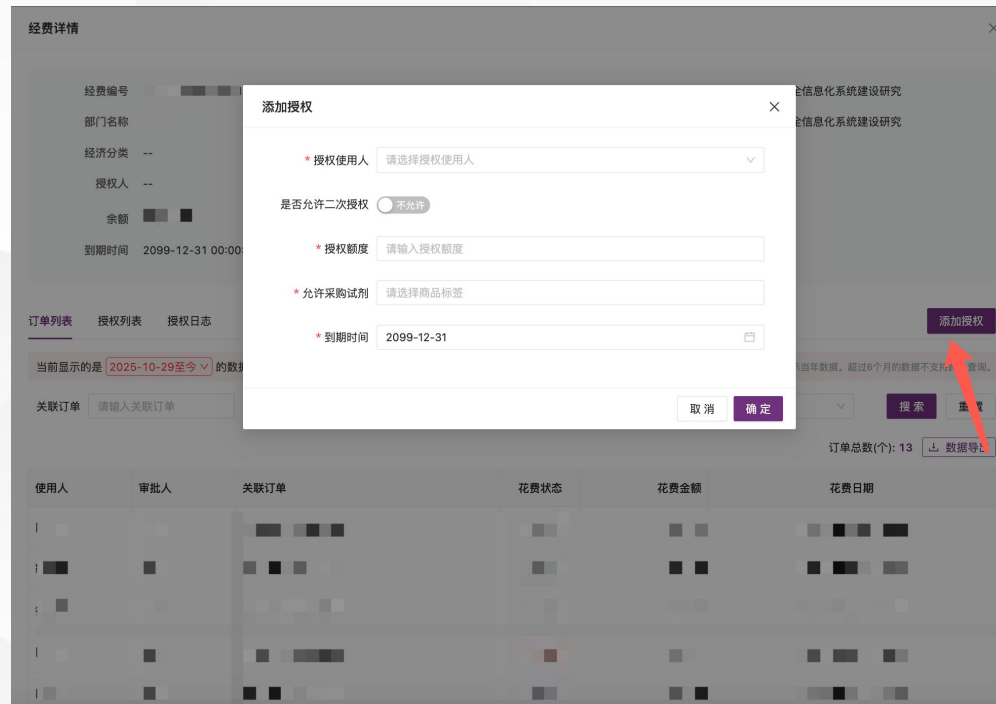 经费详情
经费编号
全信息化系统建设研究
部门名称
全信息化系统建设研究
经济分类 --
授权人 --
余额
到期时间 2099-12-31 00:00:
添加授权
* 授权使用人 请选择授权使用人
是否允许二次授权 不允许
* 授权额度 请输入授权额度
* 允许采购试剂 请选择商品标签
* 到期时间 2099-12-31
取消 确定
订单列表 授权列表 授权日志 添加授权
当前显示的是 2025-10-29至今 的数据 当年数据。超过6个月的数据不支持 查询。
关联订单 请输入关联订单 搜索 重置
订单总数(个): 13 数据导出
使用人 审批人 关联订单 花费状态 花费金额 花费日期